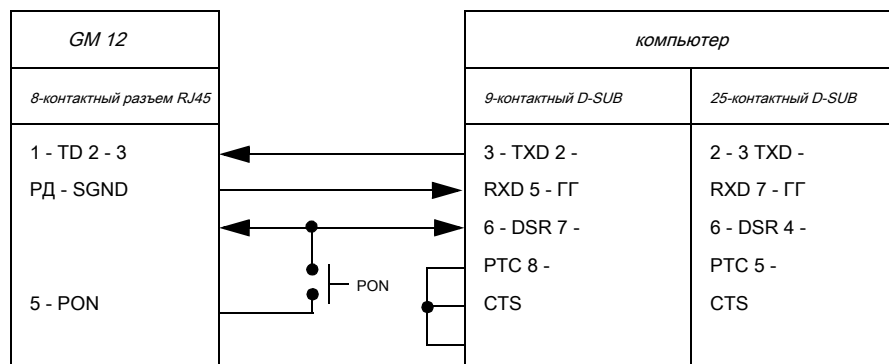 GM 12
компьютер
8-контактный разъем RJ45
9-контактный D-SUB
25-контактный D-SUB
1 - TD 2 - 3
РД - SGND
5 - PON
PON
3 - TXD 2 -
RXD 5 - ГГ
6 - DSR 7 -
РТС 8 -
CTS
2 - 3 TXD -
RXD 7 - ГГ
6 - DSR 4 -
РТС 5 -
CTS